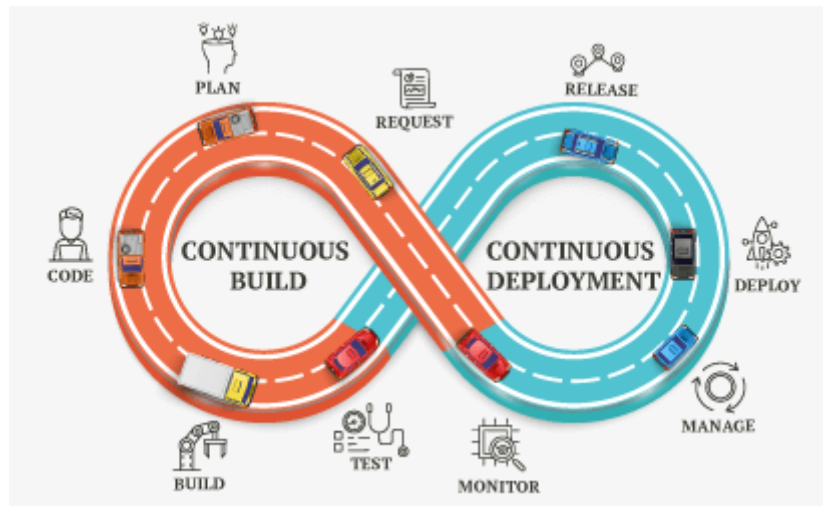 PLAN
REQUEST
RELEASE
CODE
CONTINUOUS
BUILD
CONTINUOUS
DEPLOYMENT
DEPLOY
BUILD
TEST
MONITOR
MANAGE